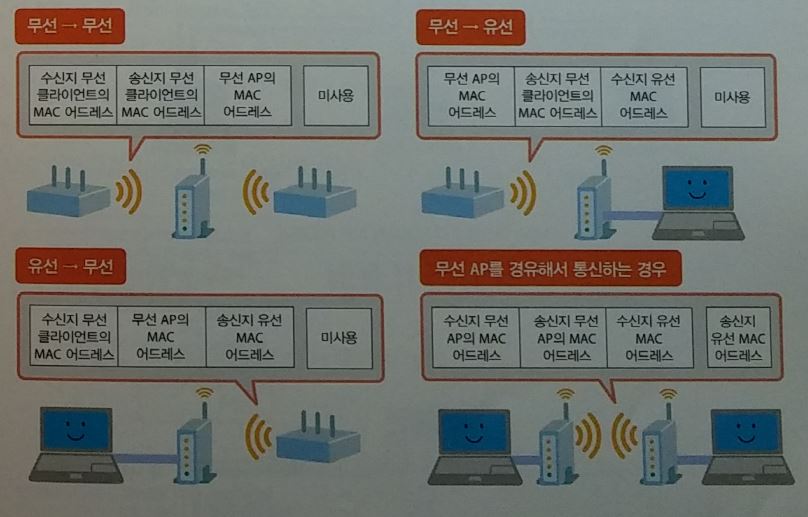 무선 → 무선
수신지 무선
클라이언트의
MAC 어드레스
송신지 무선
클라이언트의
MAC 어드레스
무선 AP의
MAC
어드레스
미사용
무선 → 유선
무선 AP의
MAC
어드레스
송신지 무선
클라이언트의
MAC 어드레스
수신지 유선
MAC
어드레스
미사용
유선 → 무선
수신지 무선
클라이언트의
MAC 어드레스
무선 AP의
MAC
어드레스
송신지 유선
MAC
어드레스
미사용
무선 AP를 경유해서 통신하는 경우
수신지 무선
AP의 MAC
어드레스
송신지 무선
AP의 MAC
어드레스
수신지 유선
MAC
어드레스
송신지
유선 MAC
어드레스